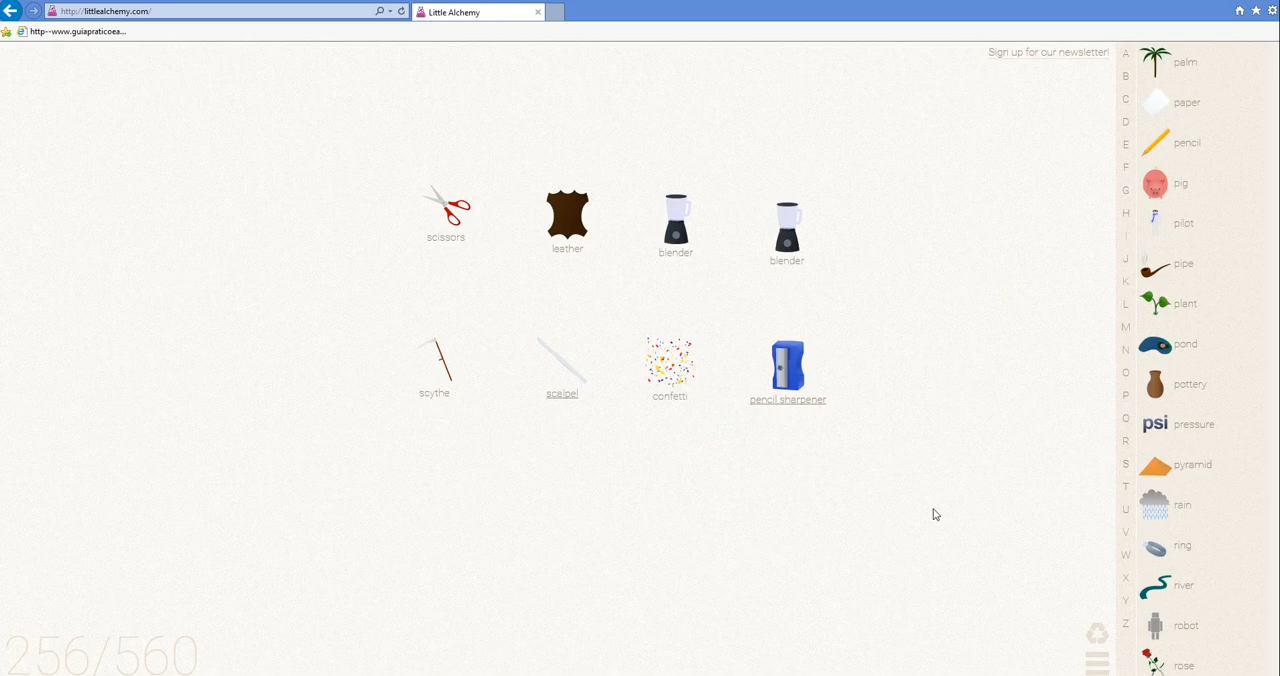 http://littlealchemy.com/
Little Alchemy
http--www.guiapraticoea...
Sign up for our newsletter!
scissors
leather
blender
blender
scythe
scalpel
confetti
pencil sharpener
256/560
A
B
C
D
E
F
G
H
I
J
K
L
M
N
O
P
Q
R
S
T
U
V
W
X
Y
Z
palm
paper
pencil
pig
pilot
pipe
plant
pond
pottery
psi pressure
pyramid
rain
ring
river
robot
rose